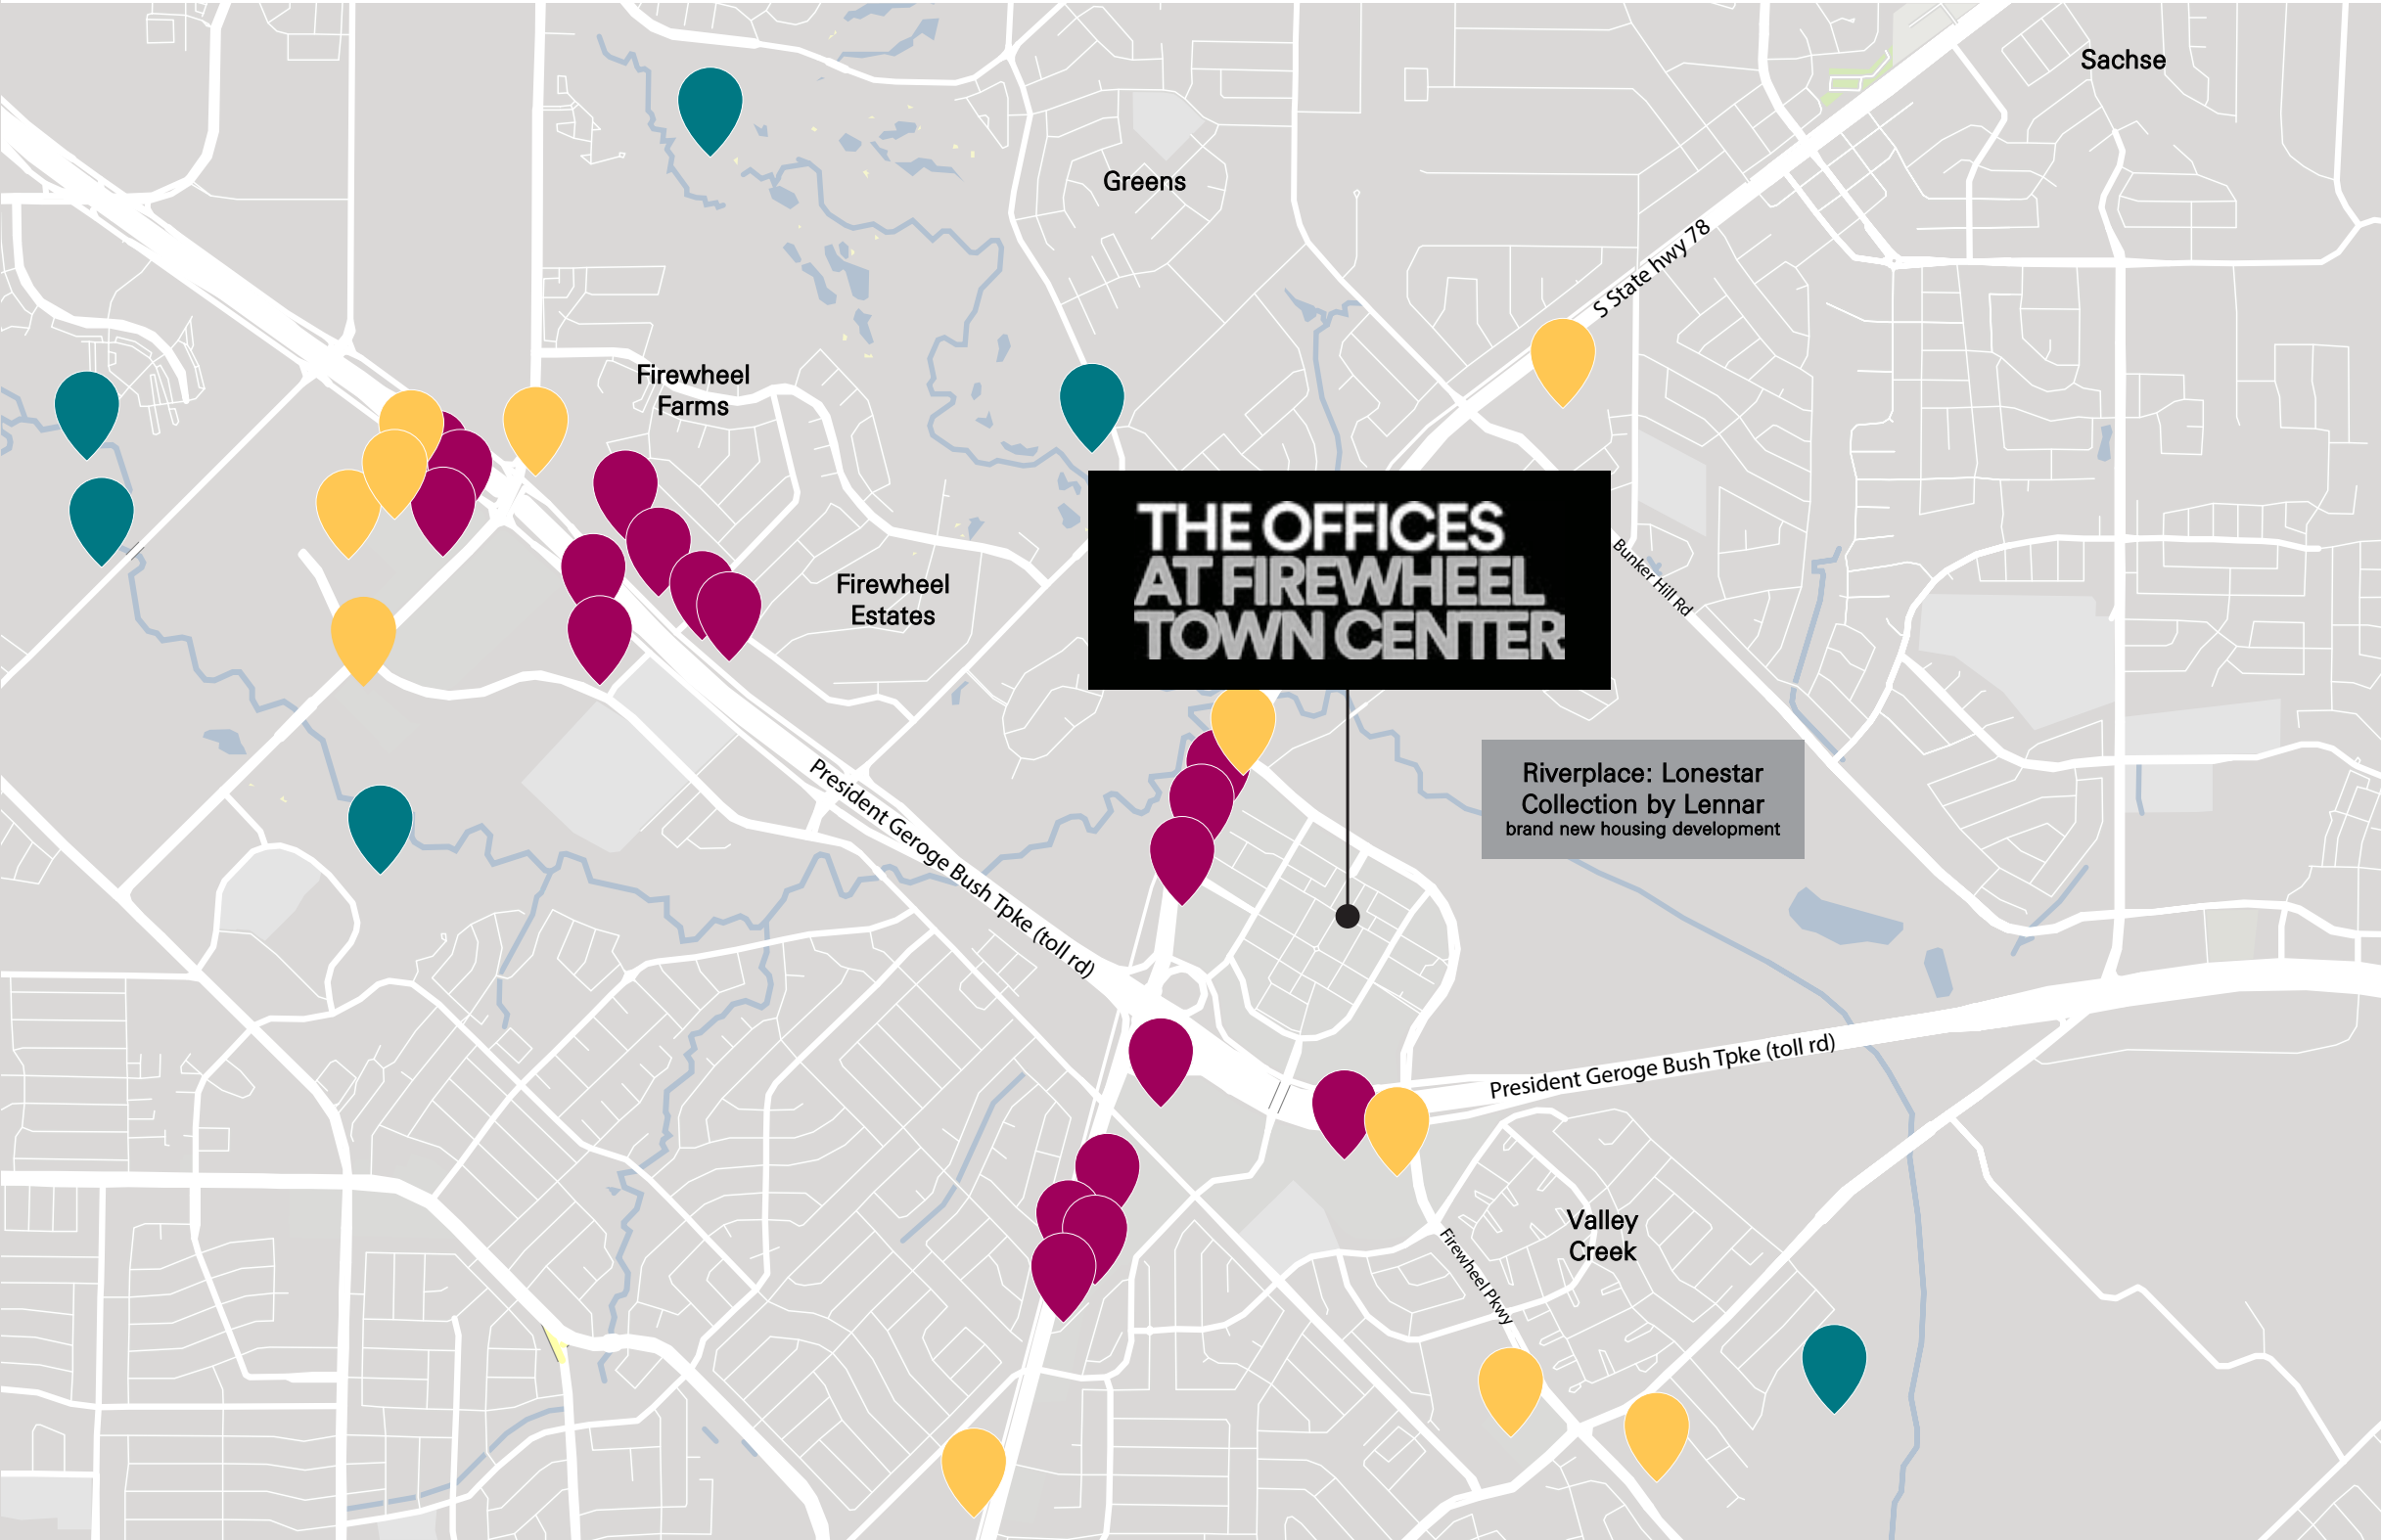 Sachse
Greens
S State hwy 78
Firewheel
Farms
THE OFFICES
AT FIREWHEEL
TOWN CENTER
Bunker Hill Rd
Firewheel
Estates
Riverplace: Lonestar
Collection by Lennar
brand new housing development
President Geroge Bush Tpke (toll rd)
President Geroge Bush Tpke (toll rd)
Valley
Creek
Firewheel Pkwy